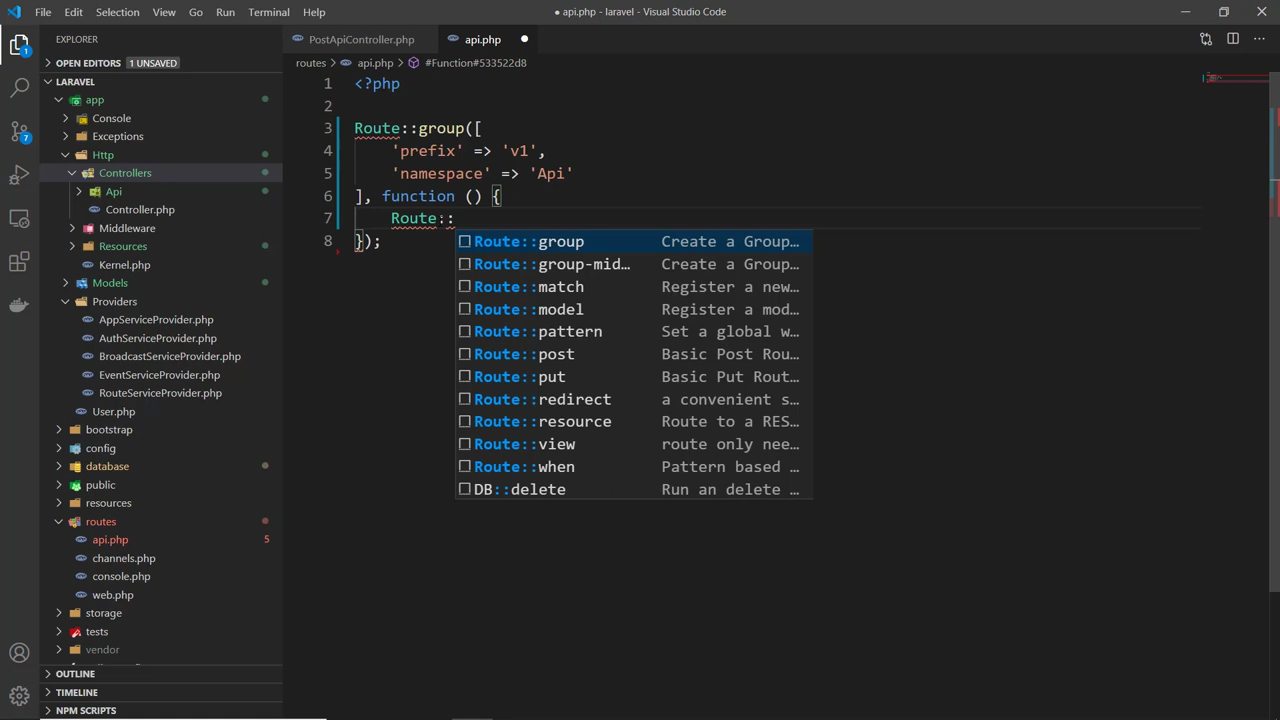 File Edit Selection View Go Run Terminal Help
● api.php - laravel - Visual Studio Code
EXPLORER
OPEN EDITORS 1 UNSAVED
LARAVEL
app
Console
Exceptions
Http
Controllers
Api
Controller.php
Middleware
Resources
Kernel.php
Models
Providers
AppServiceProvider.php
AuthServiceProvider.php
BroadcastServiceProvider.php
EventServiceProvider.php
RouteServiceProvider.php
User.php
bootstrap
config
database
public
resources
routes
api.php 5
channels.php
console.php
web.php
storage
tests
vendor
OUTLINE
TIMELINE
NPM SCRIPTS
1
7
PostApiController.php api.php ●
routes > api.php > #Function#533522d8
1 <?php
2
3 Route::group([
4 'prefix' => 'v1',
5 'namespace' => 'Api'
6 ], function () {
7 Route::
8 });
Route::group Create a Group...
Route::group-mid... Create a Group...
Route::match Register a new...
Route::model Register a mod...
Route::pattern Set a global w...
Route::post Basic Post Rou...
Route::put Basic Put Rout...
Route::redirect a convenient s...
Route::resource Route to a RES...
Route::view route only nee...
Route::when Pattern based ...
DB::delete Run an delete ...